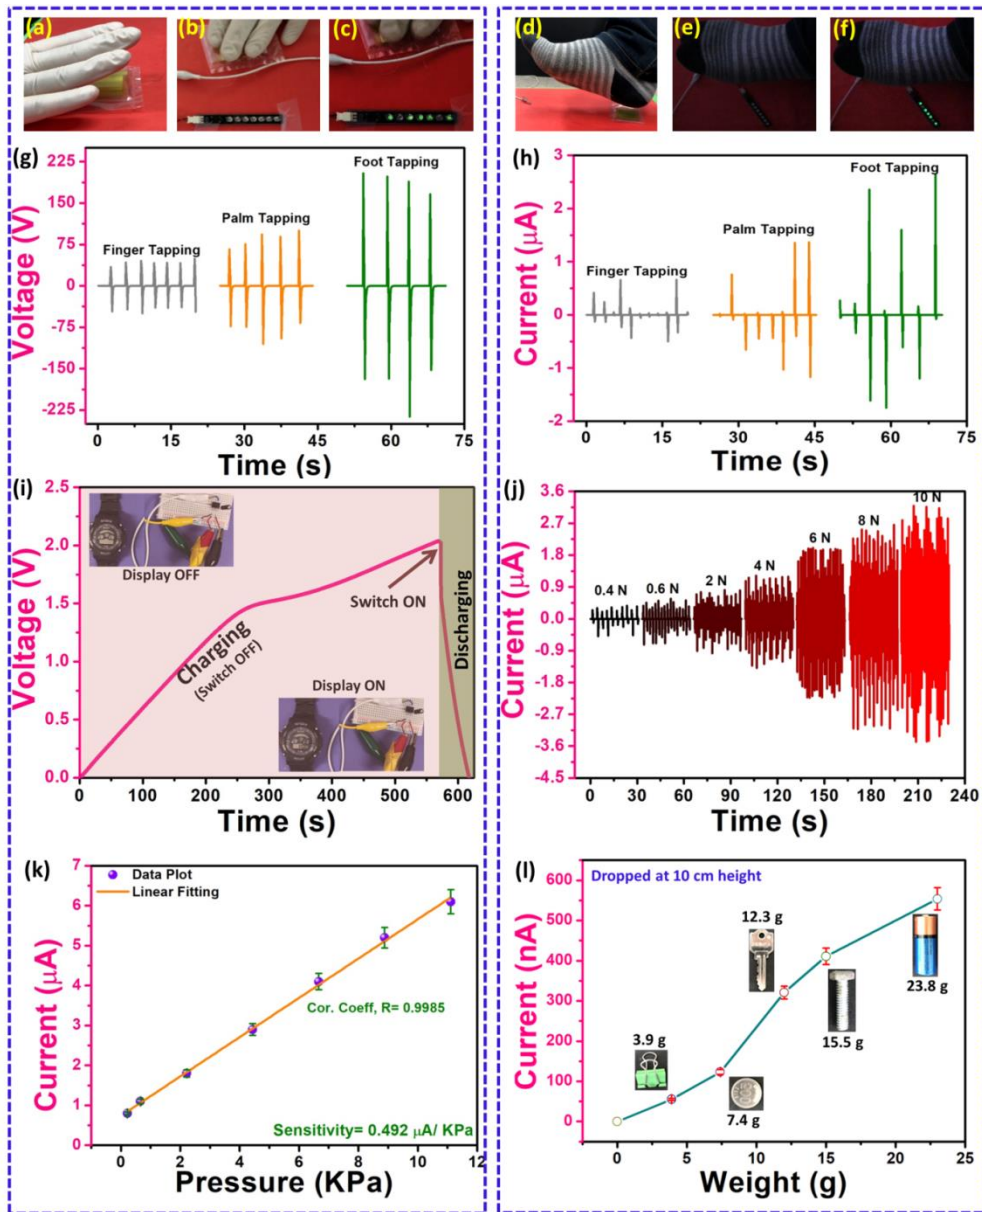 (a)
(b)
(c)
(d)
(e)
(f)
(g)
225
150
75
0
-75
-150
-225
Voltage (V)
Finger Tapping
Palm Tapping
Foot Tapping
0 15 30 45 60 75
Time (s)
(h)
3
2
1
0
-1
-2
Current (μA)
Finger Tapping
Palm Tapping
Foot Tapping
0 15 30 45 60 75
Time (s)
(i)
2.5
2.0
1.5
1.0
0.5
0.0
Voltage (V)
Display OFF
Switch ON
Charging
(Switch OFF)
Discharging
Display ON
0 100 200 300 400 500 600
Time (s)
(j)
3.6
2.7
1.8
0.9
0.0
-0.9
-1.8
-2.7
-3.6
-4.5
Current (μA)
0.4 N
0.6 N
2 N
4 N
6 N
8 N
10 N
0 30 60 90 120 150 180 210 240
Time (s)
(k)
7
6
5
4
3
2
1
0
Current (μA)
Data Plot
Linear Fitting
Cor. Coeff, R= 0.9985
Sensitivity= 0.492 μA/ KPa
0 2 4 6 8 10 12
Pressure (KPa)
(l)
600
500
400
300
200
100
0
Current (nA)
Dropped at 10 cm height
3.9 g
7.4 g
12.3 g
15.5 g
23.8 g
0 5 10 15 20 25
Weight (g)